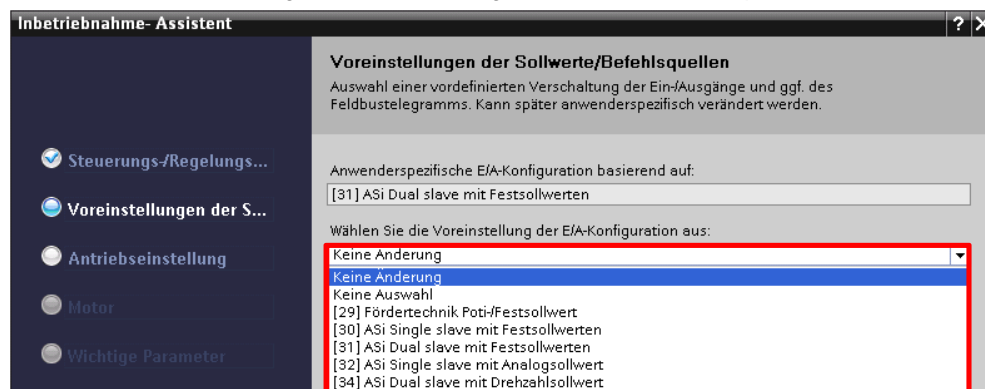 Inbetriebnahme- Assistent
? X
Voreinstellungen der Sollwerte/Befehlsquellen
Auswahl einer vordefinierten Verschaltung der Ein-/Ausgänge und ggf. des
Feldbustelegramms. Kann später anwenderspezifisch verändert werden.
Steuerungs-/Regelungs...
Voreinstellungen der S...
Antriebseinstellung
Motor
Wichtige Parameter
Anwenderspezifische E/A-Konfiguration basierend auf:
[31] ASi Dual slave mit Festsollwerten
Wählen Sie die Voreinstellung der E/A-Konfiguration aus:
Keine Änderung
Keine Änderung
Keine Auswahl
[29] Fördertechnik Poti-/Festsollwert
[30] ASi Single slave mit Festsollwerten
[31] ASi Dual slave mit Festsollwerten
[32] ASi Single slave mit Analogsollwert
[34] ASi Dual slave mit Drehzahlsollwert